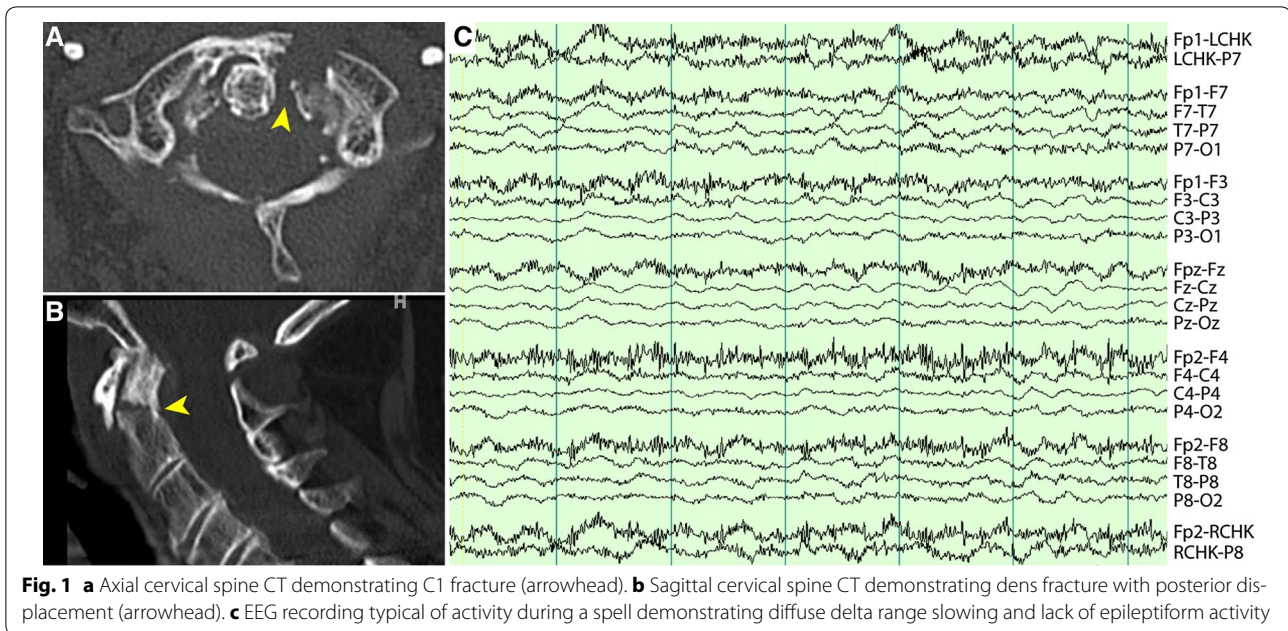 A
B
H
C
Fp1-LCHK
LCHK-P7
Fp1-F7
F7-T7
T7-P7
P7-O1
Fp1-F3
F3-C3
C3-P3
P3-O1
Fpz-Fz
Fz-Cz
Cz-Pz
Pz-Oz
Fp2-F4
F4-C4
C4-P4
P4-O2
Fp2-F8
F8-T8
T8-P8
P8-O2
Fp2-RCHK
RCHK-P8
Fig. 1 a Axial cervical spine CT demonstrating C1 fracture (arrowhead). b Sagittal cervical spine CT demonstrating dens fracture with posterior dis-
placement (arrowhead). c EEG recording typical of activity during a spell demonstrating diffuse delta range slowing and lack of epileptiform activity